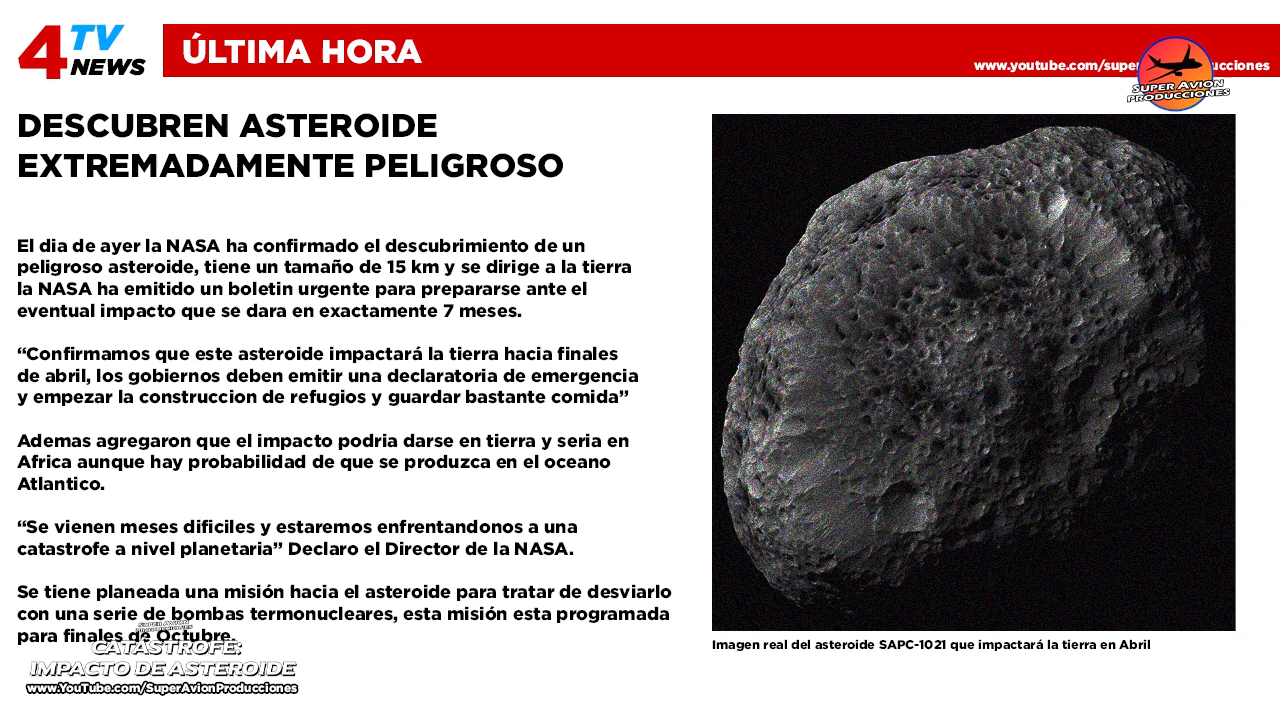 4 TV NEWS
ÚLTIMA HORA
www.youtube.com/super
cciones
SUPER AVION
PRODUCCIONES
DESCUBREN ASTEROIDE
EXTREMADAMENTE PELIGROSO
El dia de ayer la NASA ha confirmado el descubrimiento de un
peligroso asteroide, tiene un tamaño de 15 km y se dirige a la tierra
la NASA ha emitido un boletin urgente para prepararse ante el
eventual impacto que se dara en exactamente 7 meses.
“Confirmamos que este asteroide impactará la tierra hacia finales
de abril, los gobiernos deben emitir una declaratoria de emergencia
y empezar la construccion de refugios y guardar bastante comida”
Ademas agregaron que el impacto podria darse en tierra y seria en
Africa aunque hay probabilidad de que se produzca en el oceano
Atlantico.
“Se vienen meses dificiles y estaremos enfrentandonos a una
catastrofe a nivel planetaria” Declaro el Director de la NASA.
Se tiene planeada una misión hacia el asteroide para tratar de desviarlo
con una serie de bombas termonucleares, esta misión esta programada
para finales de Octubre.
Imagen real del asteroide SAPC-1021 que impactará la tierra en Abril
SUPER AVION
PRODUCCIONES
CATASTROFE:
IMPACTO DE ASTEROIDE
www.YouTube.com/SuperAvionProducciones